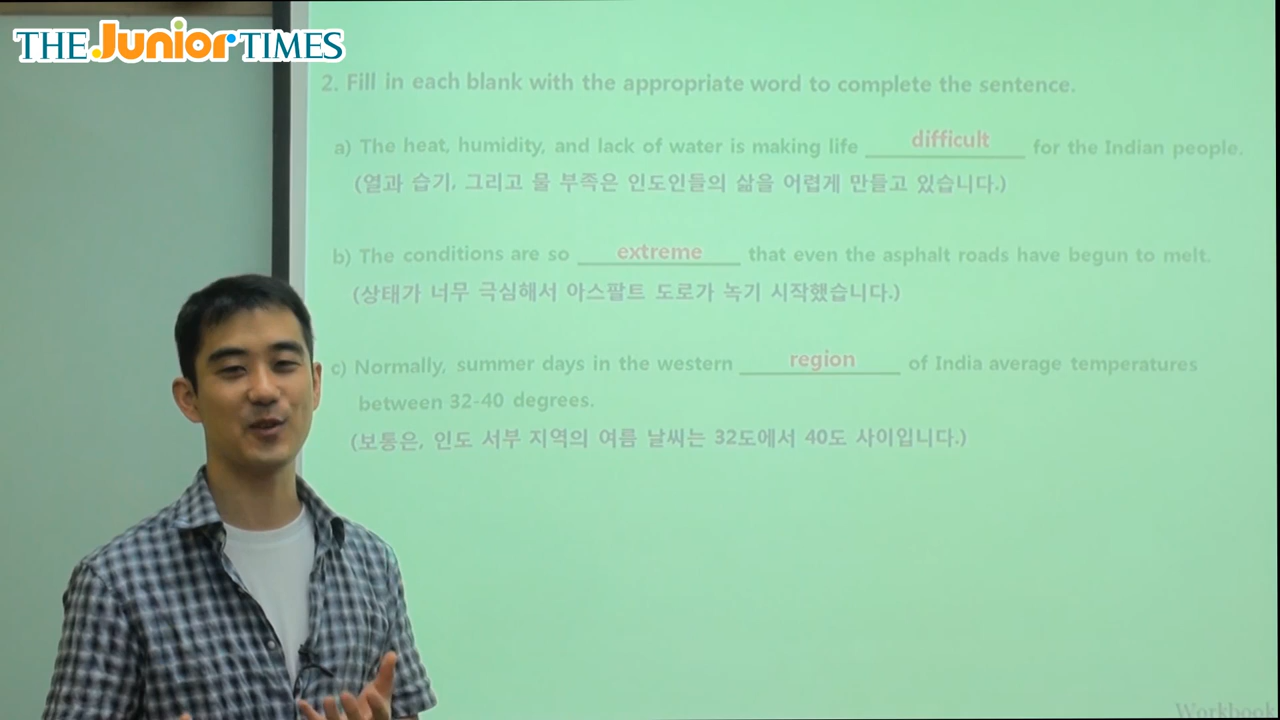 THE Junior TIMES
2. Fill in each blank with the appropriate word to complete the sentence.
a) The heat, humidity, and lack of water is making life difficult for the Indian people.
(열과 습기, 그리고 물 부족은 인도인들의 삶을 어렵게 만들고 있습니다.)
b) The conditions are so extreme that even the asphalt roads have begun to melt.
(상태가 너무 극심해서 아스팔트 도로가 녹기 시작했습니다.)
c) Normally, summer days in the western region of India average temperatures
between 32-40 degrees.
(보통은, 인도 서부 지역의 여름 날씨는 32도에서 40도 사이입니다.)
Workbook